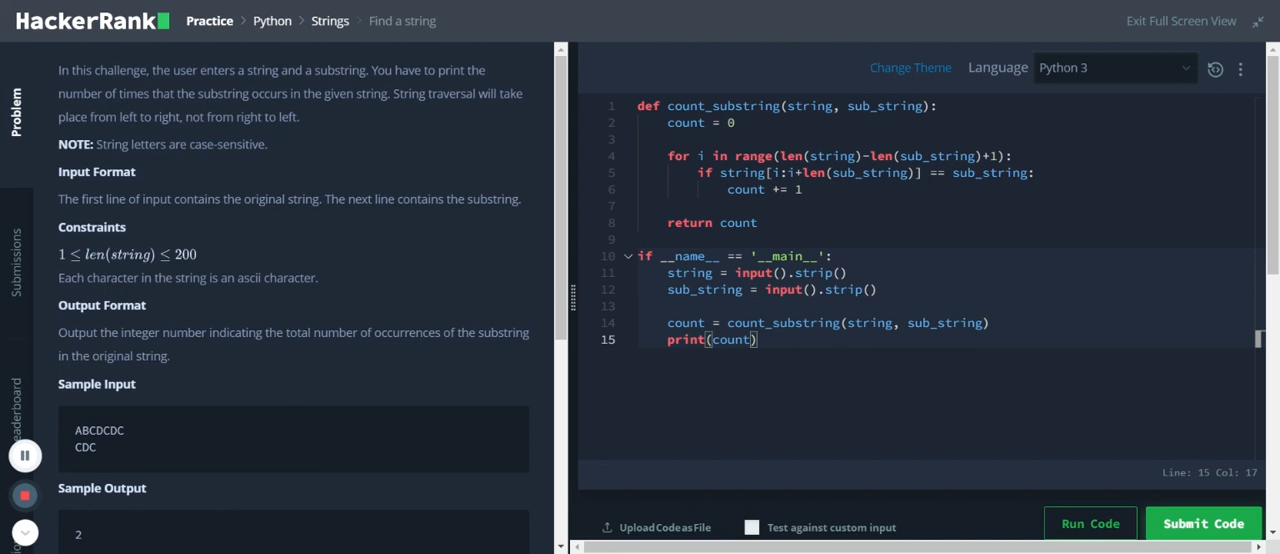 HackerRank Practice > Python > Strings > Find a string Exit Full Screen View
Problem
Submissions
eaderboard
In this challenge, the user enters a string and a substring. You have to print the
number of times that the substring occurs in the given string. String traversal will take
place from left to right, not from right to left.
NOTE: String letters are case-sensitive.
Input Format
The first line of input contains the original string. The next line contains the substring.
Constraints
1 ≤ len(string) ≤ 200
Each character in the string is an ascii character.
Output Format
Output the integer number indicating the total number of occurrences of the substring
in the original string.
Sample Input
ABCDCDC
CDC
Sample Output
2
Change Theme Language Python 3
1 def count_substring(string, sub_string):
2     count = 0
3
4     for i in range(len(string)-len(sub_string)+1):
5         if string[i:i+len(sub_string)] == sub_string:
6             count += 1
7
8     return count
9
10 if __name__ == '__main__':
11     string = input().strip()
12     sub_string = input().strip()
13
14     count = count_substring(string, sub_string)
15     print(count)
Line: 15 Col: 17
Upload Code as File Test against custom input Run Code Submit Code